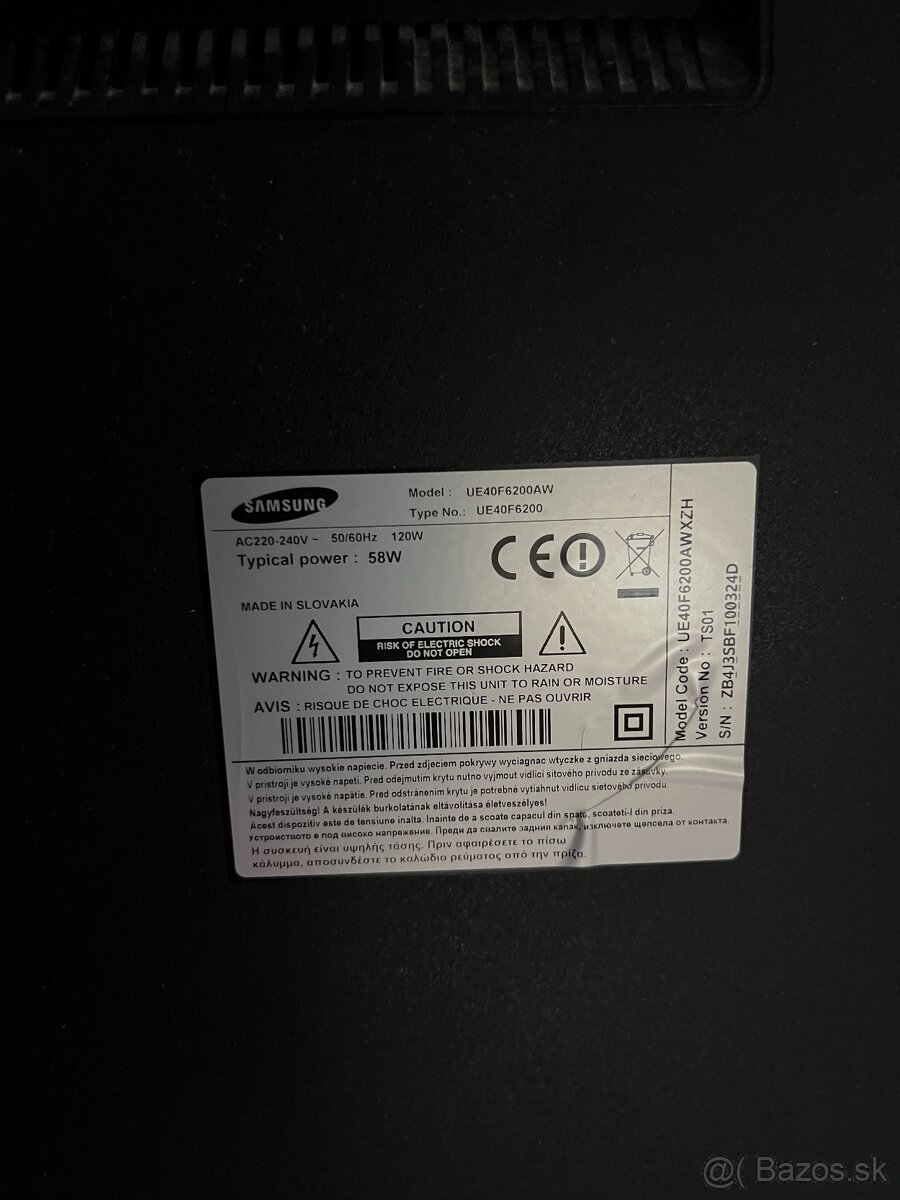 SAMSUNG
Model : UE40F6200AW
Type No.: UE40F6200
AC220-240V ~ 50/60Hz 120W
Typical power : 58W
CE
MADE IN SLOVAKIA
CAUTION
RISK OF ELECTRIC SHOCK
DO NOT OPEN
WARNING : TO PREVENT FIRE OR SHOCK HAZARD
DO NOT EXPOSE THIS UNIT TO RAIN OR MOISTURE
AVIS : RISQUE DE CHOC ELECTRIQUE - NE PAS OUVRIR
Model Code : UE40F6200AWXZH
Version No : TS01
S/N : ZB4J3SBF100324D
W odbiorniku wysokie napiecie. Przed zdjeciem pokrywy wyciagnac wtyczke z gniazda sieciowego.
V pristroji je vysoké napeti. Pred odejmutim krytu nutno vyjmout vidlici sitového privodu ze zásuvky.
V pristroji je vysoké napätie. Pred odstránením krytu je potrebné vytiahnut vidlicu sietového privodu.
Nagyfeszültség! A készülék burkolatának eltávolítása életveszélyes!
Acest dispozitiv este de tensiune inalta. Inainte de a scoate capacul din spate, scoateti-l din priza.
Устройството е под високо напрежение. Преди да свалите задния капак, изключете щепсела от контакта.
Η συσκευή είναι υψηλής τάσης. Πριν αφαιρέσετε το πίσω
κάλυμμα, αποσυνδέστε το καλώδιο ρεύματος από την πρίζα.
@( Bazos.sk